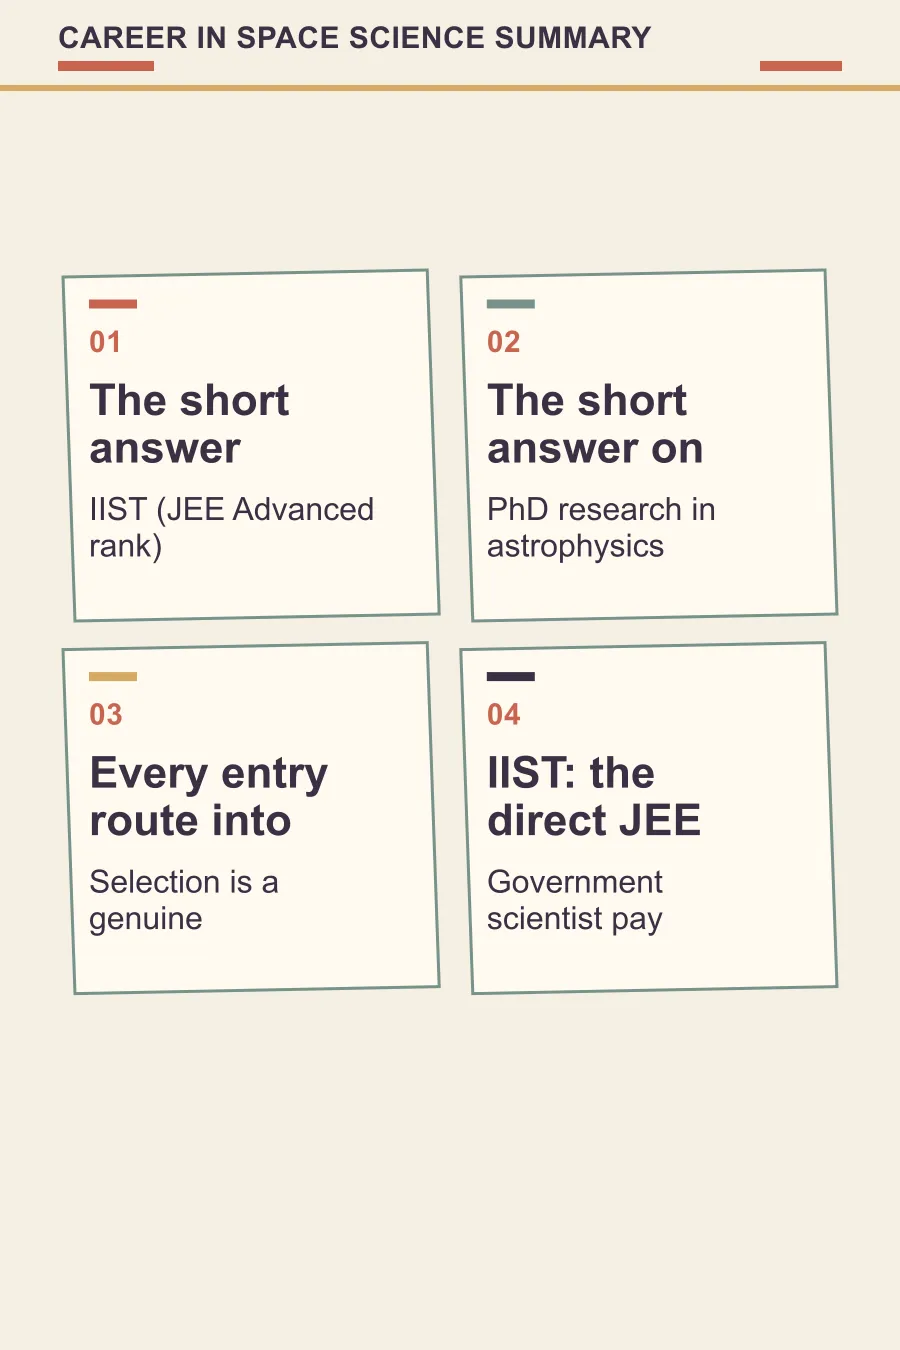 CAREER IN SPACE SCIENCE SUMMARY
01
The short
answer
IIST (JEE Advanced
rank)
02
The short
answer on
PhD research in
astrophysics
03
Every entry
route into
Selection is a
genuine
04
IIST: the
direct JEE
Government
scientist pay